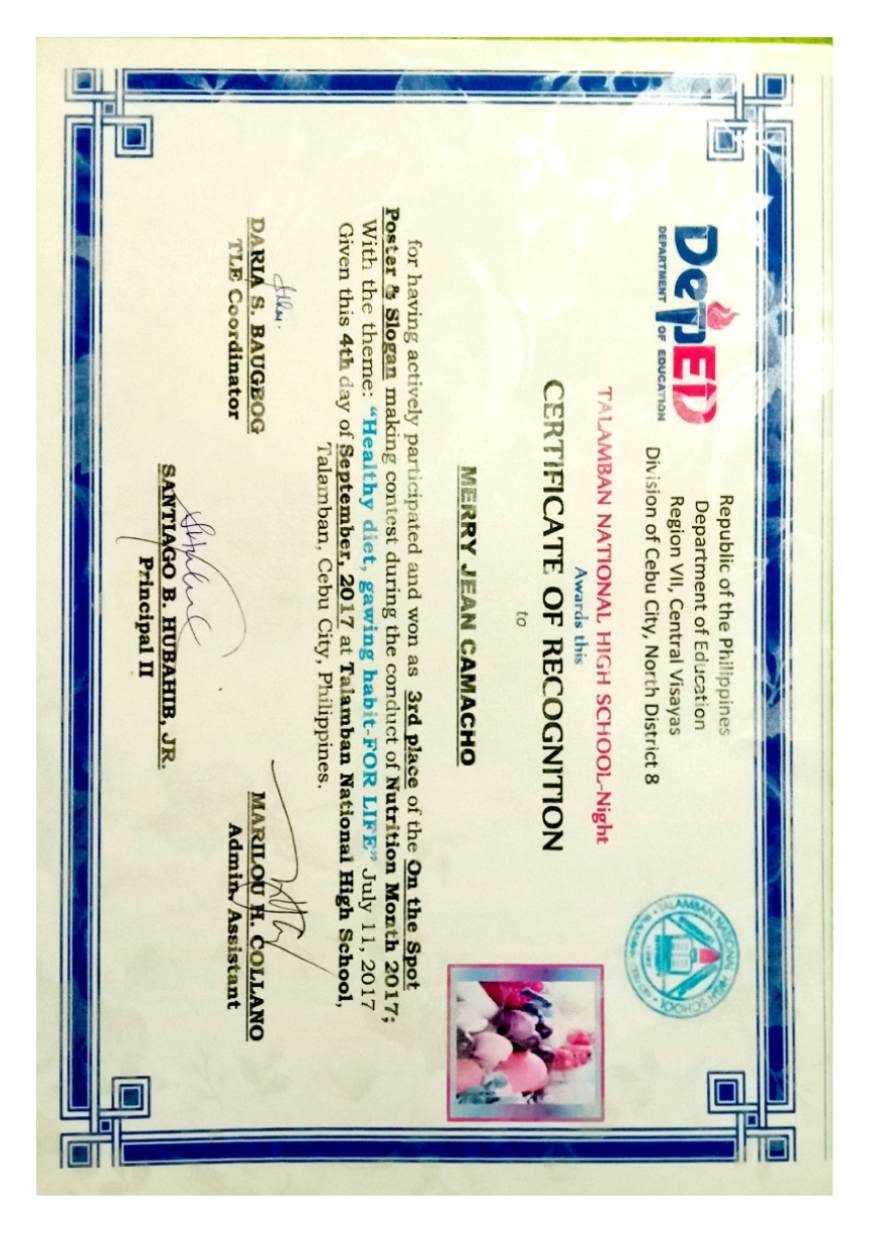 DepED
DEPARTMENT OF EDUCATION
Republic of the Philippines
Department of Education
Region VII, Central Visayas
Division of Cebu City, North District 8
TALAMBAN NATIONAL HIGH SCHOOL-Night
Awards this
CERTIFICATE OF RECOGNITION
to
MERRY JEAN CAMACHO
for having actively participated and won as 3rd place of the On the Spot
Poster & Slogan making contest during the conduct of Nutrition Month 2017;
With the theme: “Healthy diet, gawing habit-FOR LIFE” July 11, 2017
Given this 4th day of September, 2017 at Talamban National High School,
Talamban, Cebu City, Philippines.
DARIA S. BAUGBOG
TLE Coordinator
MARILOU H. COLLANO
Admin. Assistant
SANTIAGO B. HUBAHIB, JR.
Principal II
TALAMBAN NATIONAL HIGH SCHOOL